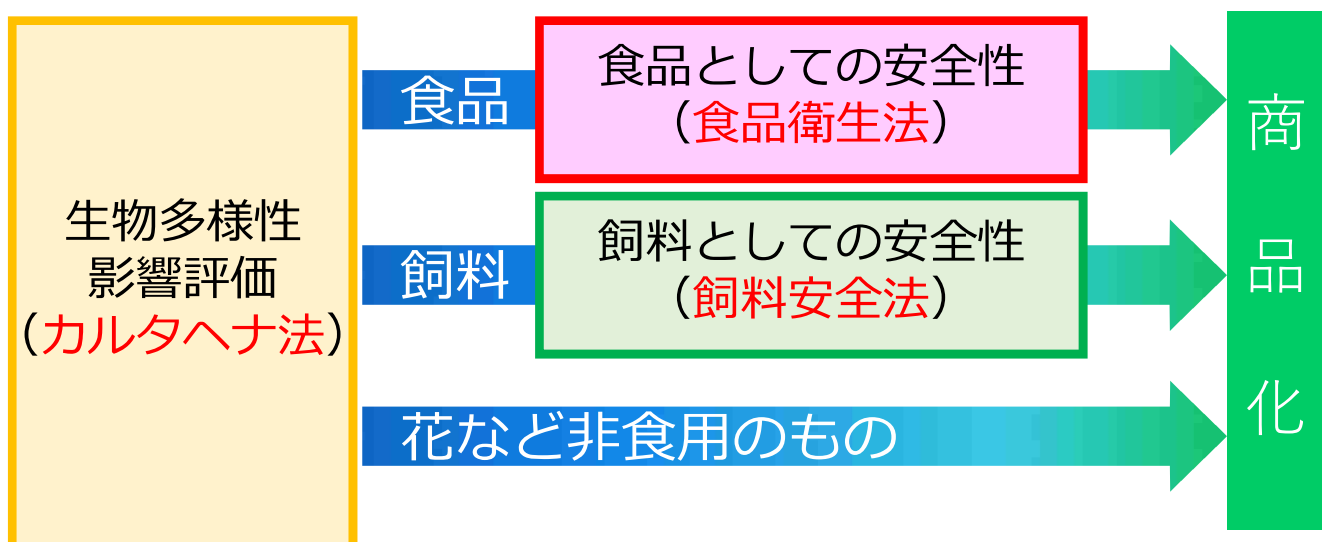 生物多様性
影響評価
（カルタヘナ法）
食品
食品としての安全性
（食品衛生法）
飼料
飼料としての安全性
（飼料安全法）
花など非食用のもの
商
品
化